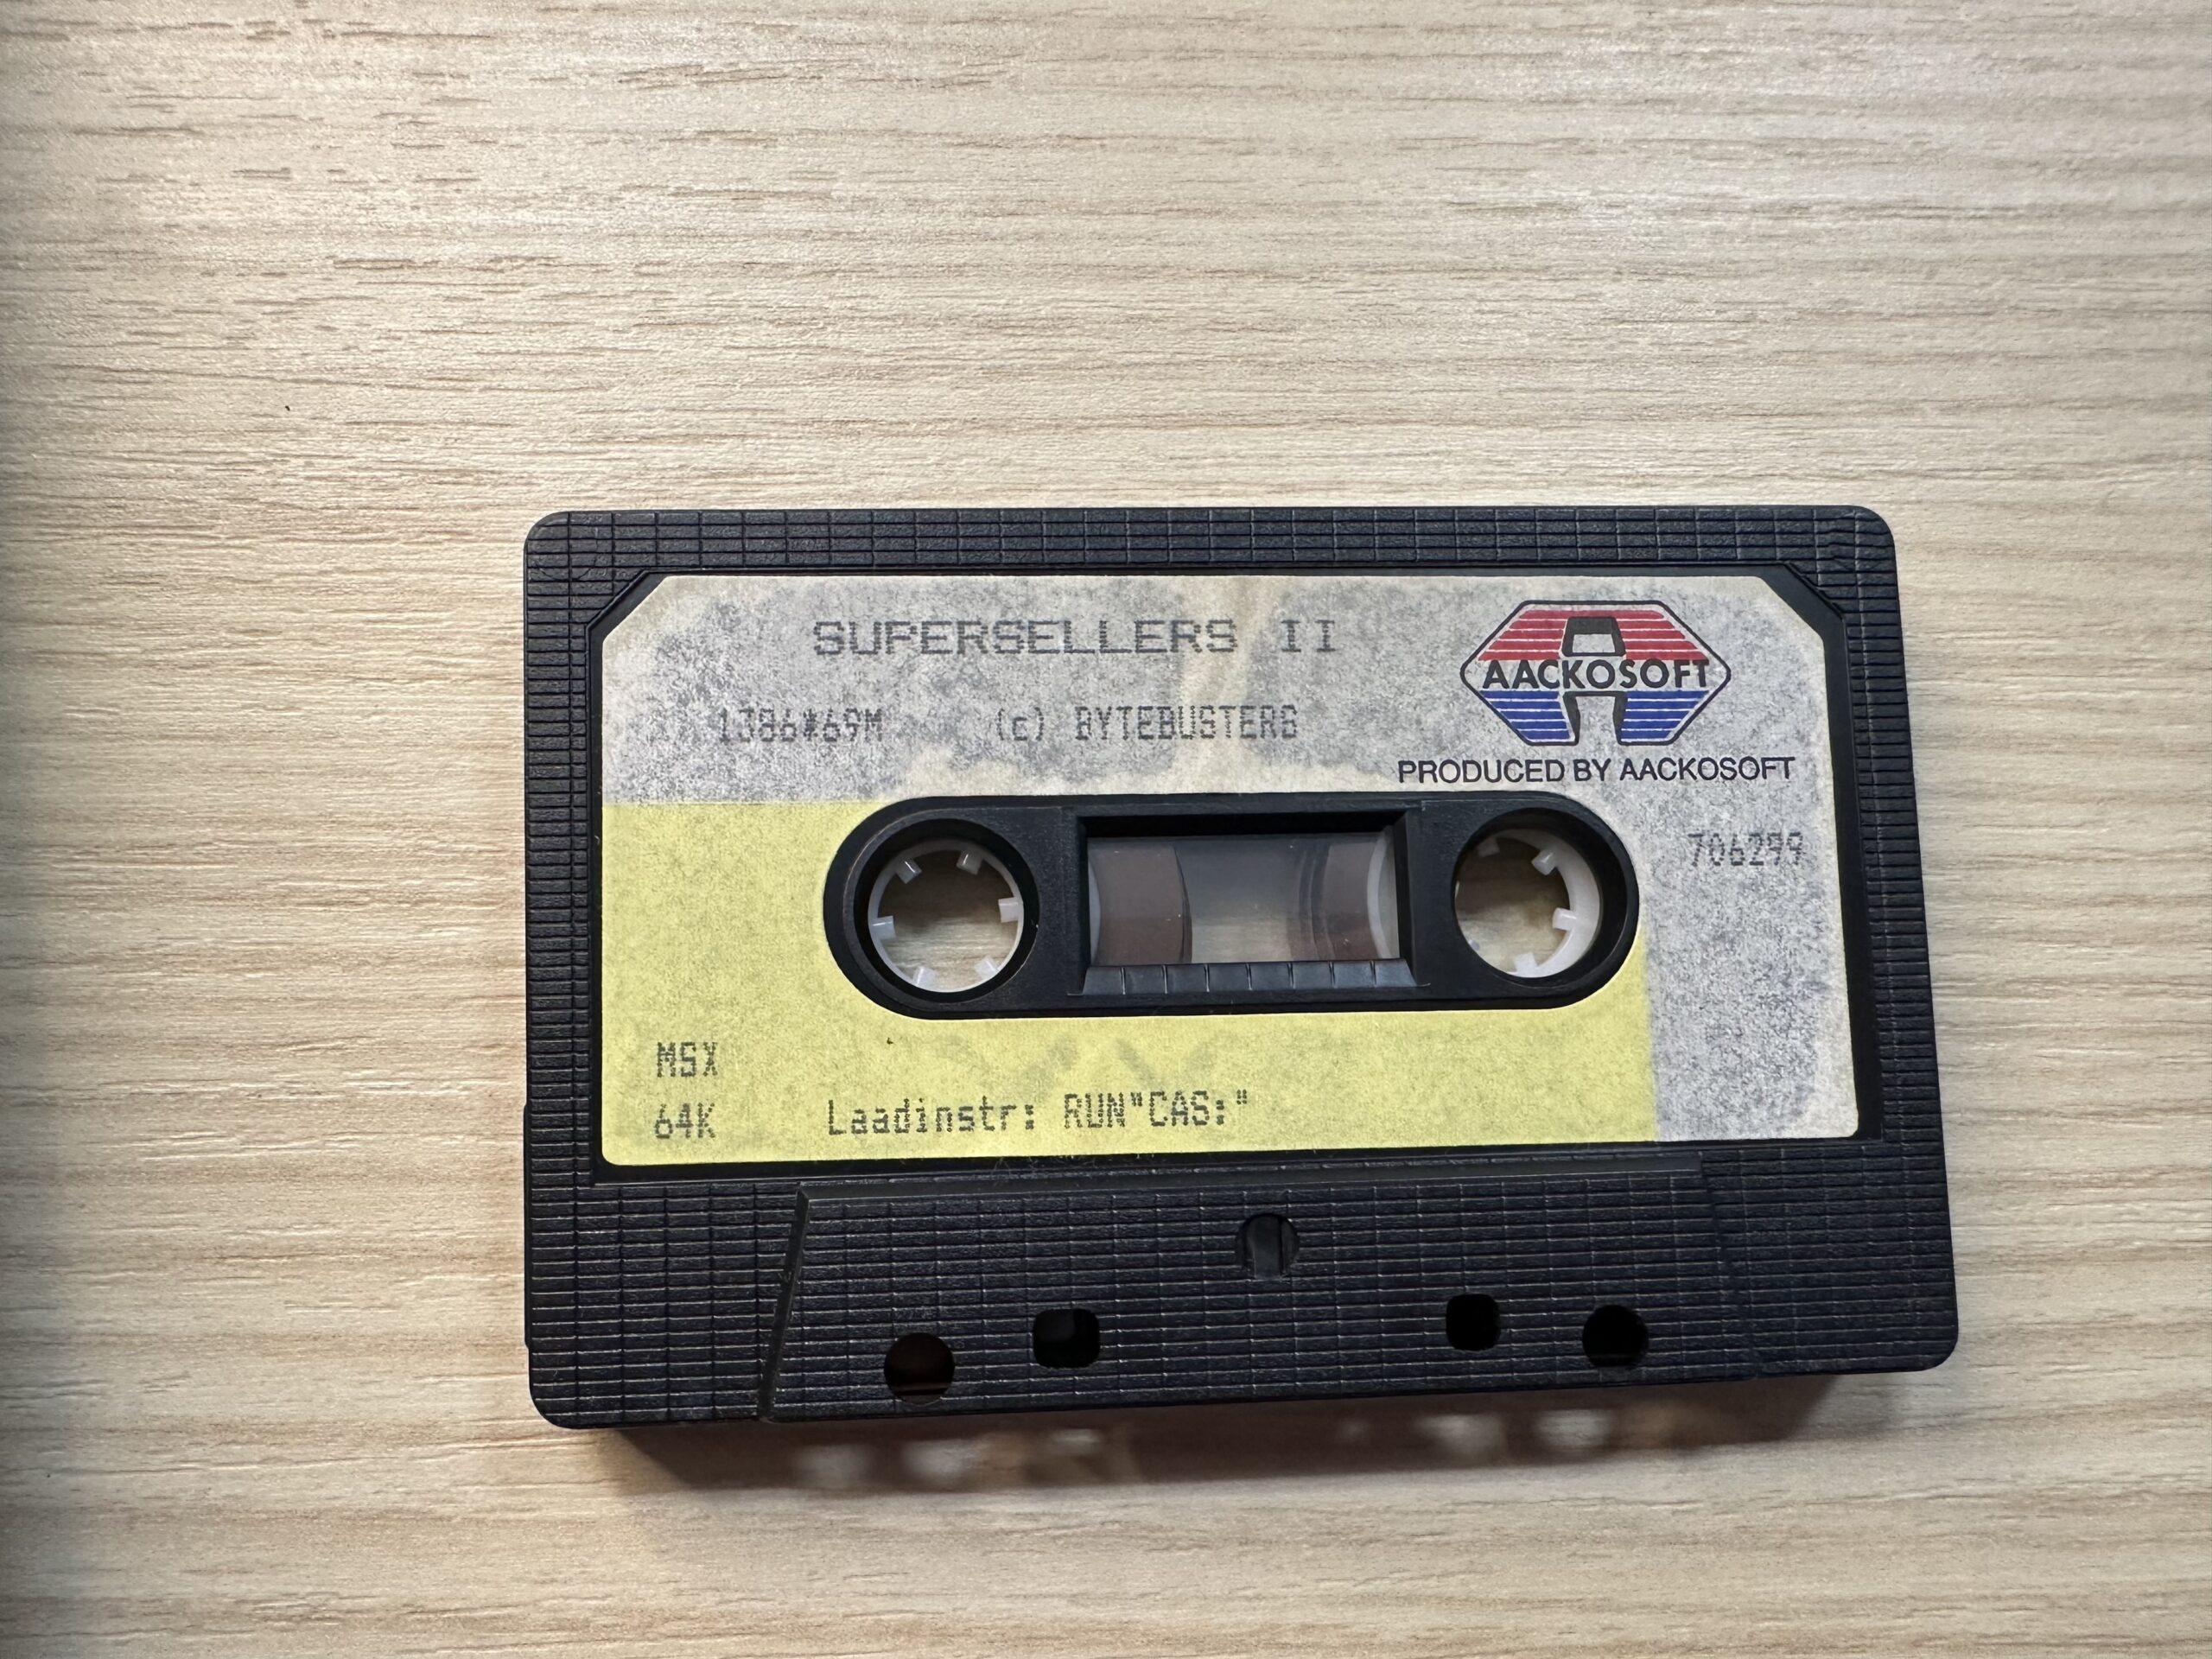 SUPERSELLERS II
AACKOSOFT
1386*69M (c) BYTEBUSTERS
PRODUCED BY AACKOSOFT
706299
MSX
64K Laadinstr: RUN"CAS:"